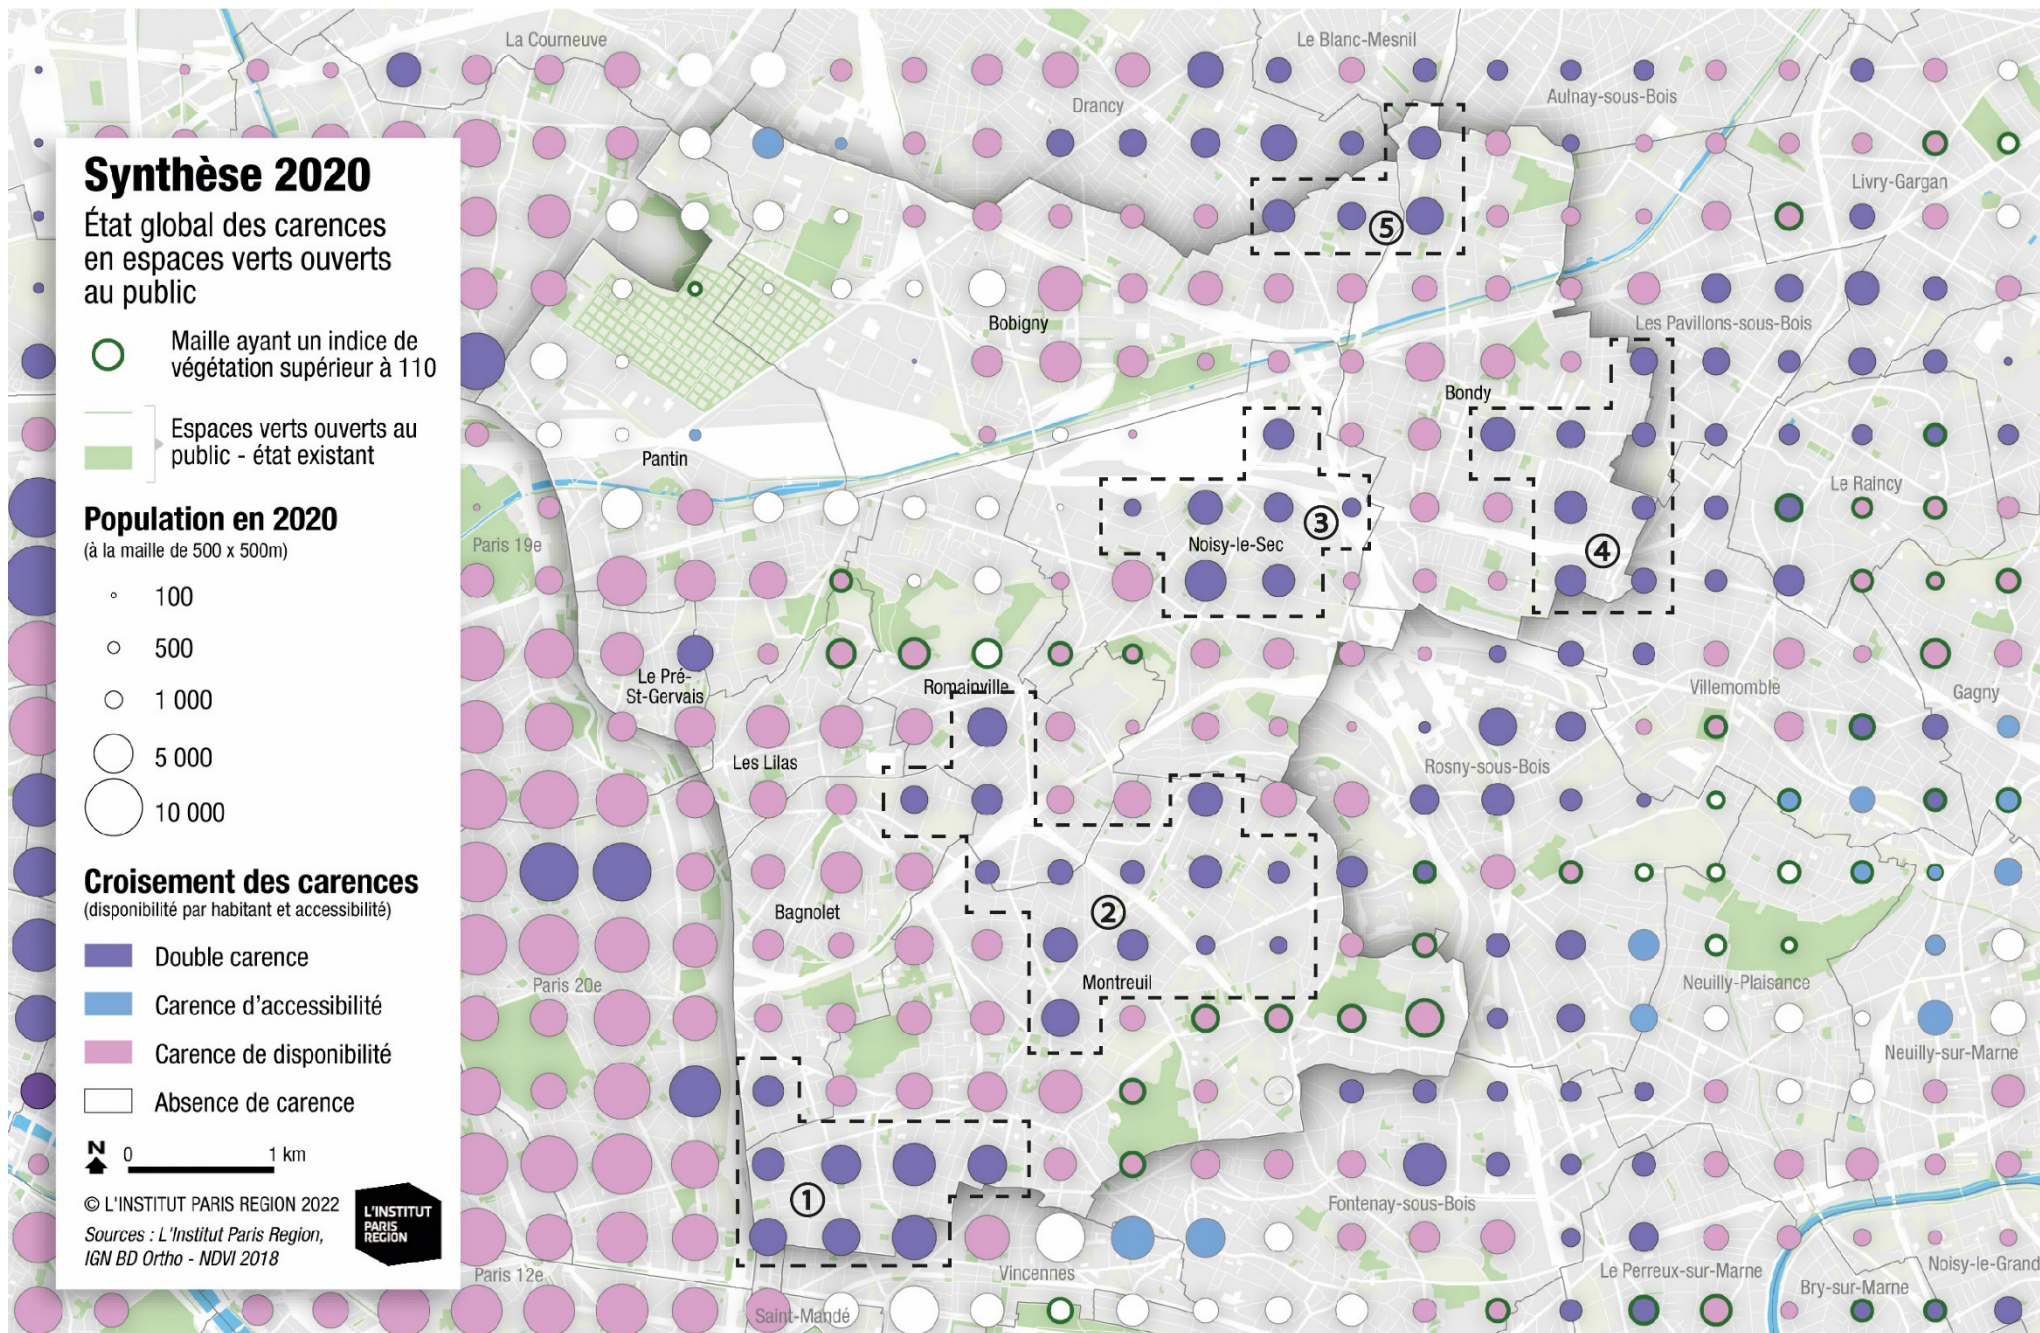 Synthèse 2020
État global des carences
en espaces verts ouverts
au public
Maille ayant un indice de
végétation supérieur à 110
Espaces verts ouverts au
public - état existant
Population en 2020
(à la maille de 500 x 500m)
100
500
1 000
5 000
10 000
Croisement des carences
(disponibilité par habitant et accessibilité)
Double carence
Carence d'accessibilité
Carence de disponibilité
Absence de carence
N
0
1 km
© L'INSTITUT PARIS REGION 2022
Sources : L'Institut Paris Region,
IGN BD Ortho - NDVI 2018
L'INSTITUT
PARIS
REGION
La Courneuve
Le Blanc-Mesnil
Drancy
Aulnay-sous-Bois
Livry-Gargan
⑤
Bobigny
Les Pavillons-sous-Bois
Bondy
Pantin
Le Raincy
Paris 19e
Noisy-le-Sec
③
④
Le Pré-
St-Gervais
Romainville
Villemomble
Gagny
Les Lilas
Rosny-sous-Bois
Bagnolet
②
Paris 20e
Montreuil
Neuilly-Plaisance
Neuilly-sur-Marne
①
Fontenay-sous-Bois
Paris 12e
Vincennes
Le Perreux-sur-Marne
Noisy-le-Grand
Bry-sur-Marne
Saint-Mandé